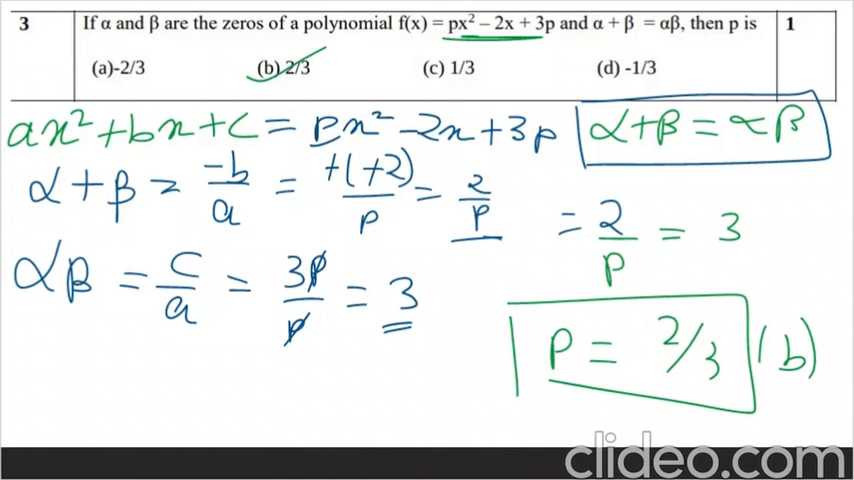 3 If α and β are the zeros of a polynomial f(x) = px² – 2x + 3p and α + β = αβ, then p is 1
(a)-2/3 (b) 2/3 (c) 1/3 (d) -1/3
ax² + bx + c = px² - 2x + 3p α+β = αβ
α + β = -b/a = +(+2)/p = 2/p = 2/p = 3
αβ = c/a = 3p/p = 3
P = 2/3 (b)
clideo.com